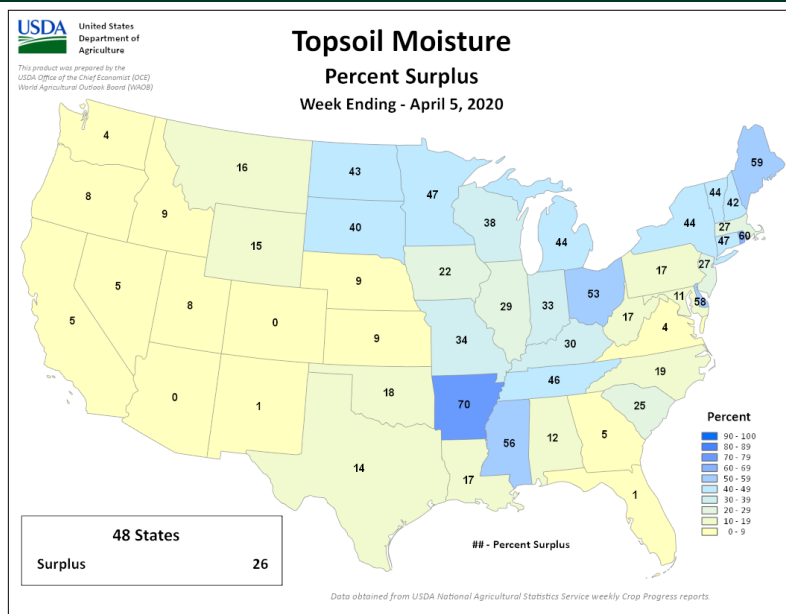 USDA
United States
Department of
Agriculture
This product was prepared by the
USDA Office of the Chief Economist (OCE)
World Agricultural Outlook Board (WAOB)
Topsoil Moisture
Percent Surplus
Week Ending - April 5, 2020
4
8
9
16
15
43
40
47
38
44
59
44
42
44
27
47
60
5
5
8
0
9
9
22
29
33
53
17
27
11
58
34
30
17
4
0
1
18
70
46
19
25
14
17
56
12
5
1
Percent
90 - 100
80 - 89
70 - 79
60 - 69
50 - 59
40 - 49
30 - 39
20 - 29
10 - 19
0 - 9
48 States
Surplus 26
## - Percent Surplus
Data obtained from USDA National Agricultural Statistics Service weekly Crop Progress reports